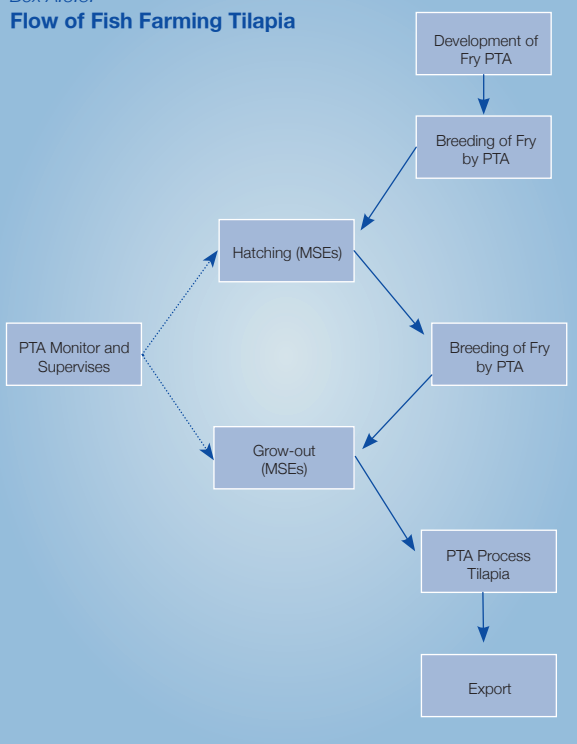 Flow of Fish Farming Tilapia
Development of
Fry PTA
Breeding of Fry
by PTA
Hatching (MSEs)
PTA Monitor and
Supervises
Breeding of Fry
by PTA
Grow-out
(MSEs)
PTA Process
Tilapia
Export